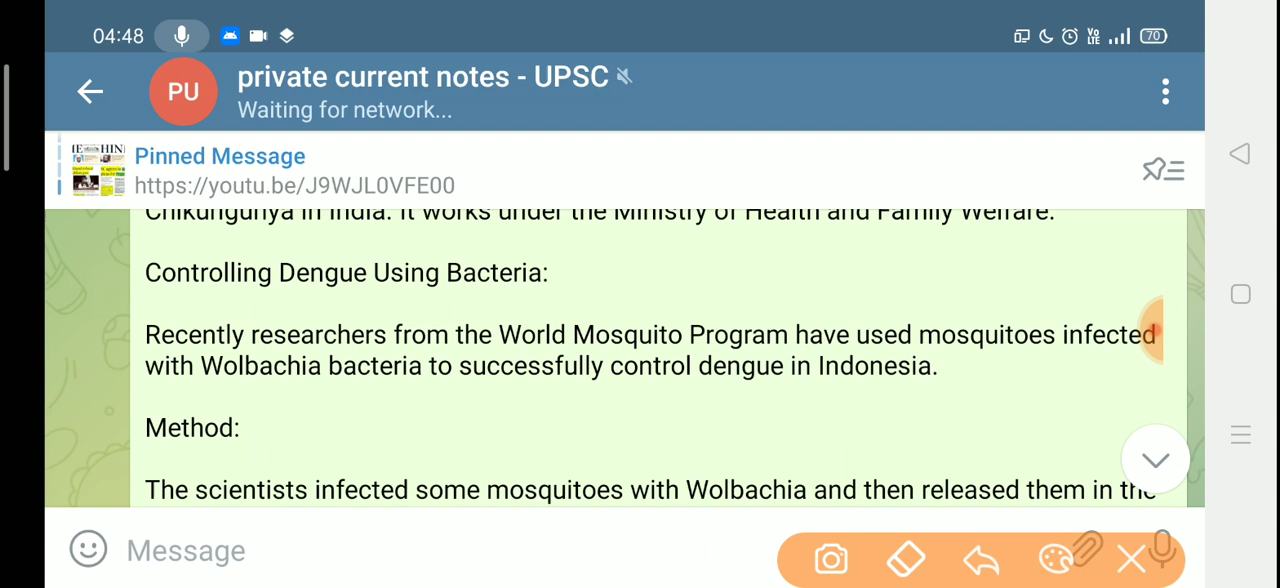 04:48
VO LTE
70
PU
private current notes - UPSC
Waiting for network...
Pinned Message
https://youtu.be/J9WJL0VFE00
Chikungunya in India. It works under the Ministry of Health and Family Welfare.
Controlling Dengue Using Bacteria:
Recently researchers from the World Mosquito Program have used mosquitoes infected
with Wolbachia bacteria to successfully control dengue in Indonesia.
Method:
The scientists infected some mosquitoes with Wolbachia and then released them in the
Message